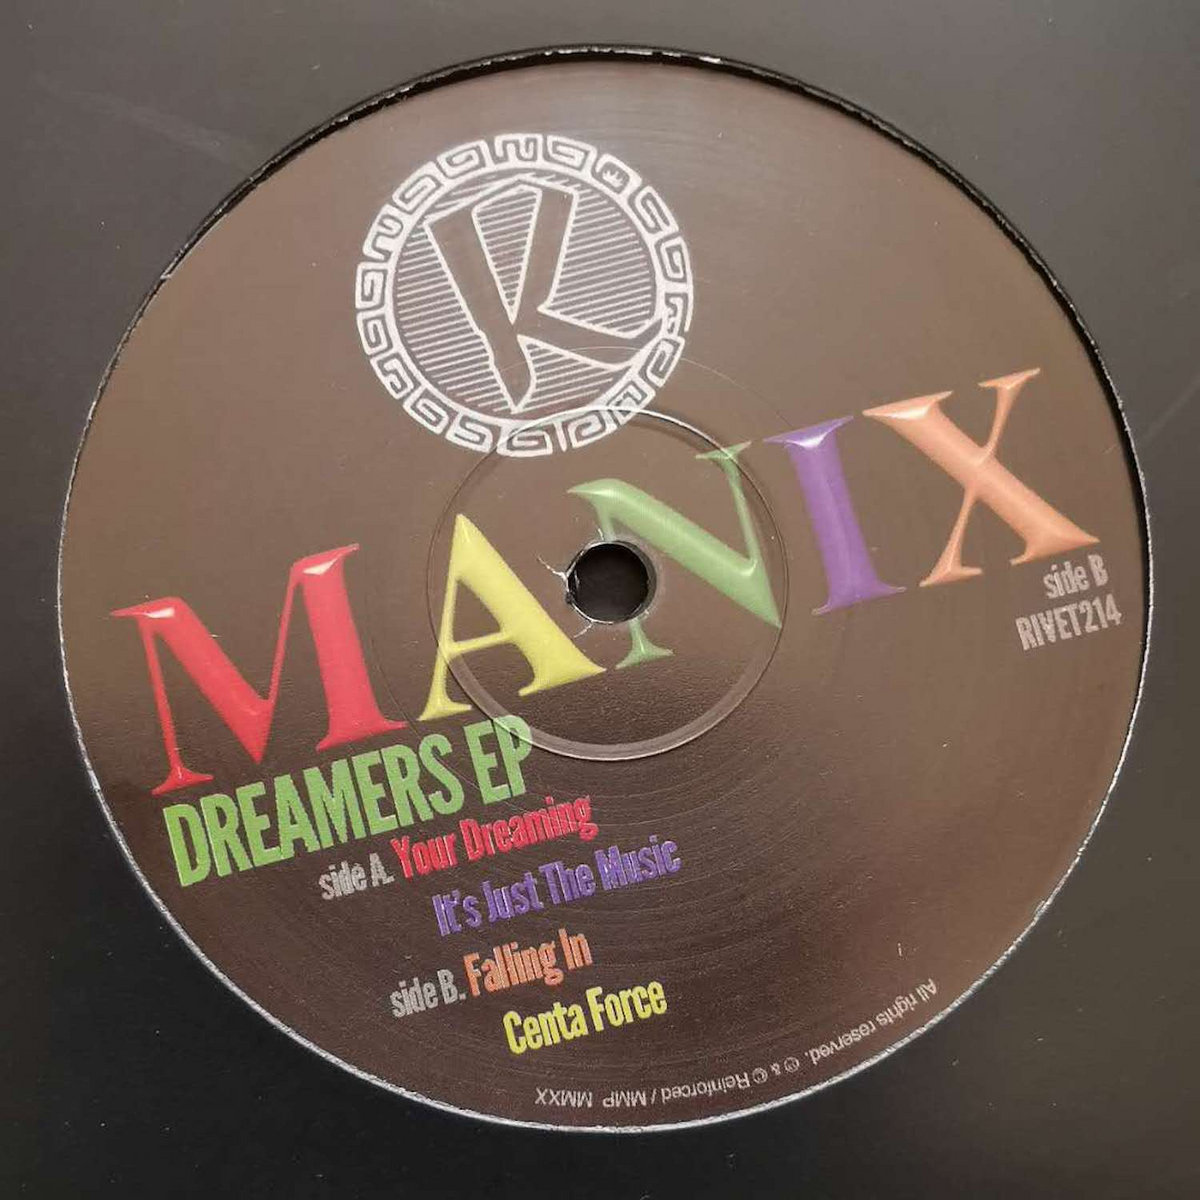 MANIX
side B
RIVET214
DREAMERS EP
side A. Your Dreaming
It's Just The Music
side B. Falling In
Centa Force
All rights reserved. ℗ & © Reinforced / MMP MMXX